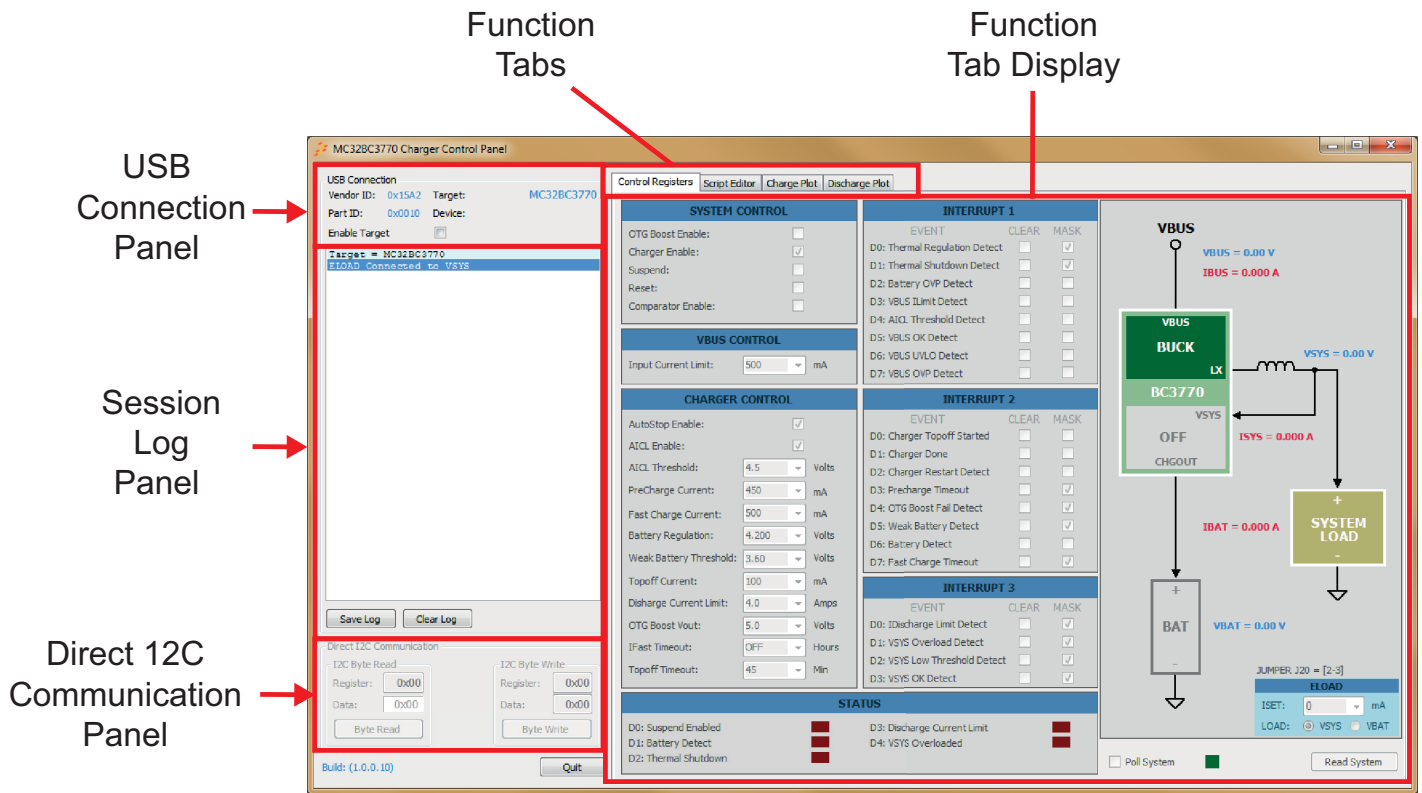 Function
Tabs
Function
Tab Display
USB
Connection
Panel
Session
Log
Panel
Direct 12C
Communication
Panel
MC32BC3770 Charger Control Panel
USB Connection
Vendor ID: 0x15A2 Target: MC32BC3770
Part ID: 0x0010 Device:
Enable Target
Target = MC32BC3770
ELOAD Connected to VSYS
Save Log Clear Log
Direct I2C Communication
I2C Byte Read
Register: 0x00
Data: 0x00
Byte Read
I2C Byte Write
Register: 0x00
Data: 0x00
Byte Write
Build: (1.0.0.10)
Quit
Control Registers Script Editor Charge Plot Discharge Plot
SYSTEM CONTROL
OTG Boost Enable:
Charger Enable:
Suspend:
Reset:
Comparator Enable:
VBUS CONTROL
Input Current Limit: 500 mA
CHARGER CONTROL
AutoStop Enable:
AICL Enable:
AICL Threshold: 4.5 Volts
PreCharge Current: 450 mA
Fast Charge Current: 500 mA
Battery Regulation: 4.200 Volts
Weak Battery Threshold: 3.60 Volts
Topoff Current: 100 mA
Disharge Current Limit: 4.0 Amps
OTG Boost Vout: 5.0 Volts
IFast Timeout: OFF Hours
Topoff Timeout: 45 Min
INTERRUPT 1
EVENT CLEAR MASK
D0: Thermal Regulation Detect
D1: Thermal Shutdown Detect
D2: Battery OVP Detect
D3: VBUS ILimit Detect
D4: AICL Threshold Detect
D5: VBUS OK Detect
D6: VBUS UVLO Detect
D7: VBUS OVP Detect
INTERRUPT 2
EVENT CLEAR MASK
D0: Charger Topoff Started
D1: Charger Done
D2: Charger Restart Detect
D3: Precharge Timeout
D4: OTG Boost Fail Detect
D5: Weak Battery Detect
D6: Battery Detect
D7: Fast Charge Timeout
INTERRUPT 3
EVENT CLEAR MASK
D0: IDischarge Limit Detect
D1: VSYS Overload Detect
D2: VSYS Low Threshold Detect
D3: VSYS OK Detect
STATUS
D0: Suspend Enabled
D1: Battery Detect
D2: Thermal Shutdown
D3: Discharge Current Limit
D4: VSYS Overloaded
VBUS
VBUS = 0.00 V
IBUS = 0.000 A
VBUS
BUCK
LX
VSYS = 0.00 V
BC3770
VSYS
OFF
ISYS = 0.000 A
CHGOUT
IBAT = 0.000 A
+
SYSTEM
LOAD
-
+
BAT
-
VBAT = 0.00 V
JUMPER J20 = [2-3]
ELOAD
ISET: 0 mA
LOAD: VSYS VBAT
Poll System
Read System